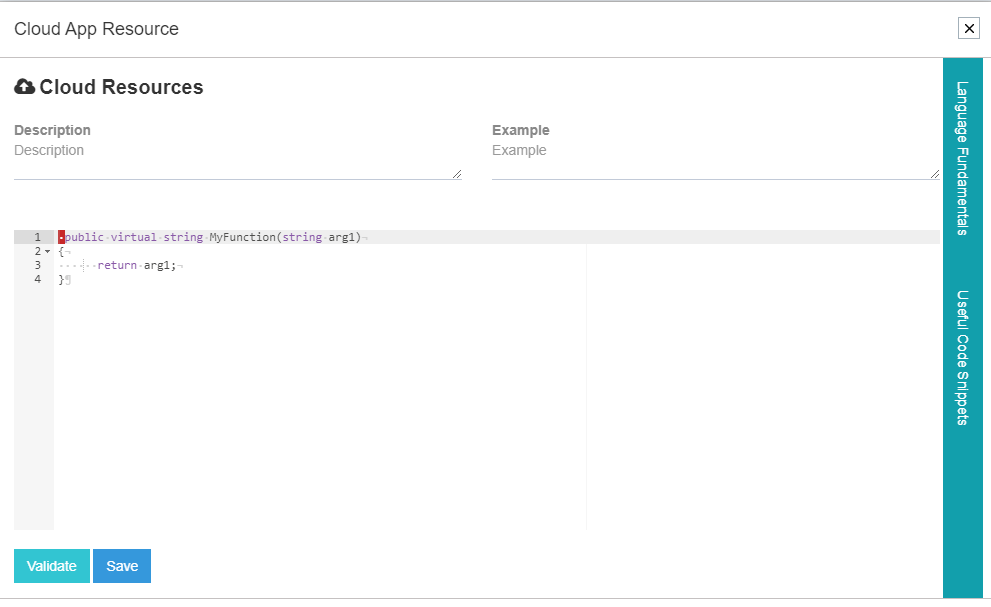 Cloud App Resource
Cloud Resources
Description
Description
Example
Example
1 public virtual string MyFunction(string arg1)
2 {
3 return arg1;
4 }
Validate
Save
Language Fundamentals
Useful Code Snippets